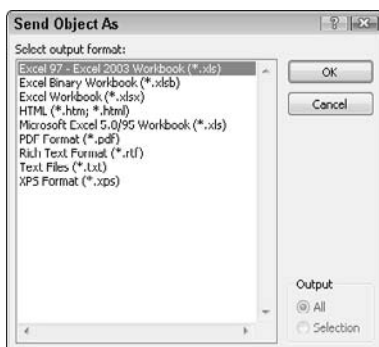 Send Object As
Select output format:
Excel 97 - Excel 2003 Workbook (*.xls)
Excel Binary Workbook (*.xlsb)
Excel Workbook (*.xlsx)
HTML (*.htm; *.html)
Microsoft Excel 5.0/95 Workbook (*.xls)
PDF Format (*.pdf)
Rich Text Format (*.rtf)
Text Files (*.txt)
XPS Format (*.xps)
OK
Cancel
Output
All
Selection